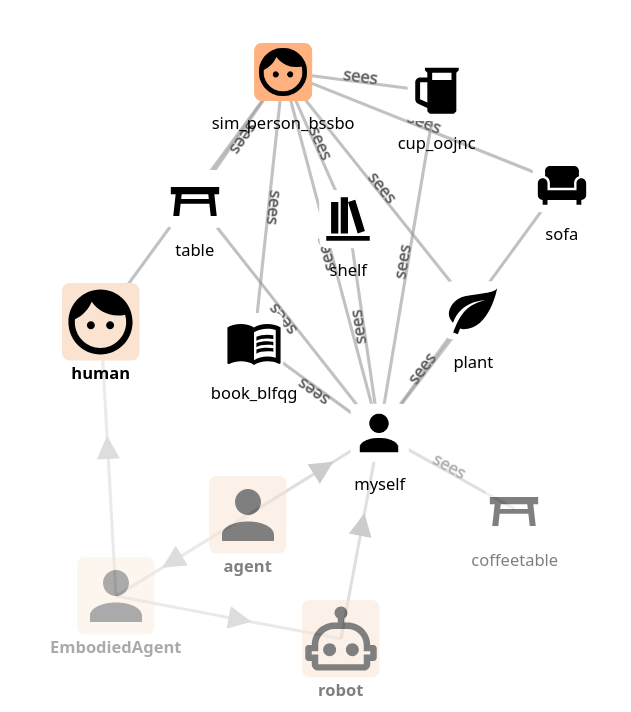 sees
sim_person_bssbo
sees
cup_oojnc
sees
sees
sees
sees
sofa
table
sees
sees
shelf
sees
sees
sees
plant
human
book_blfqg
sees
sees
myself
sees
coffeetable
agent
EmbodiedAgent
robot